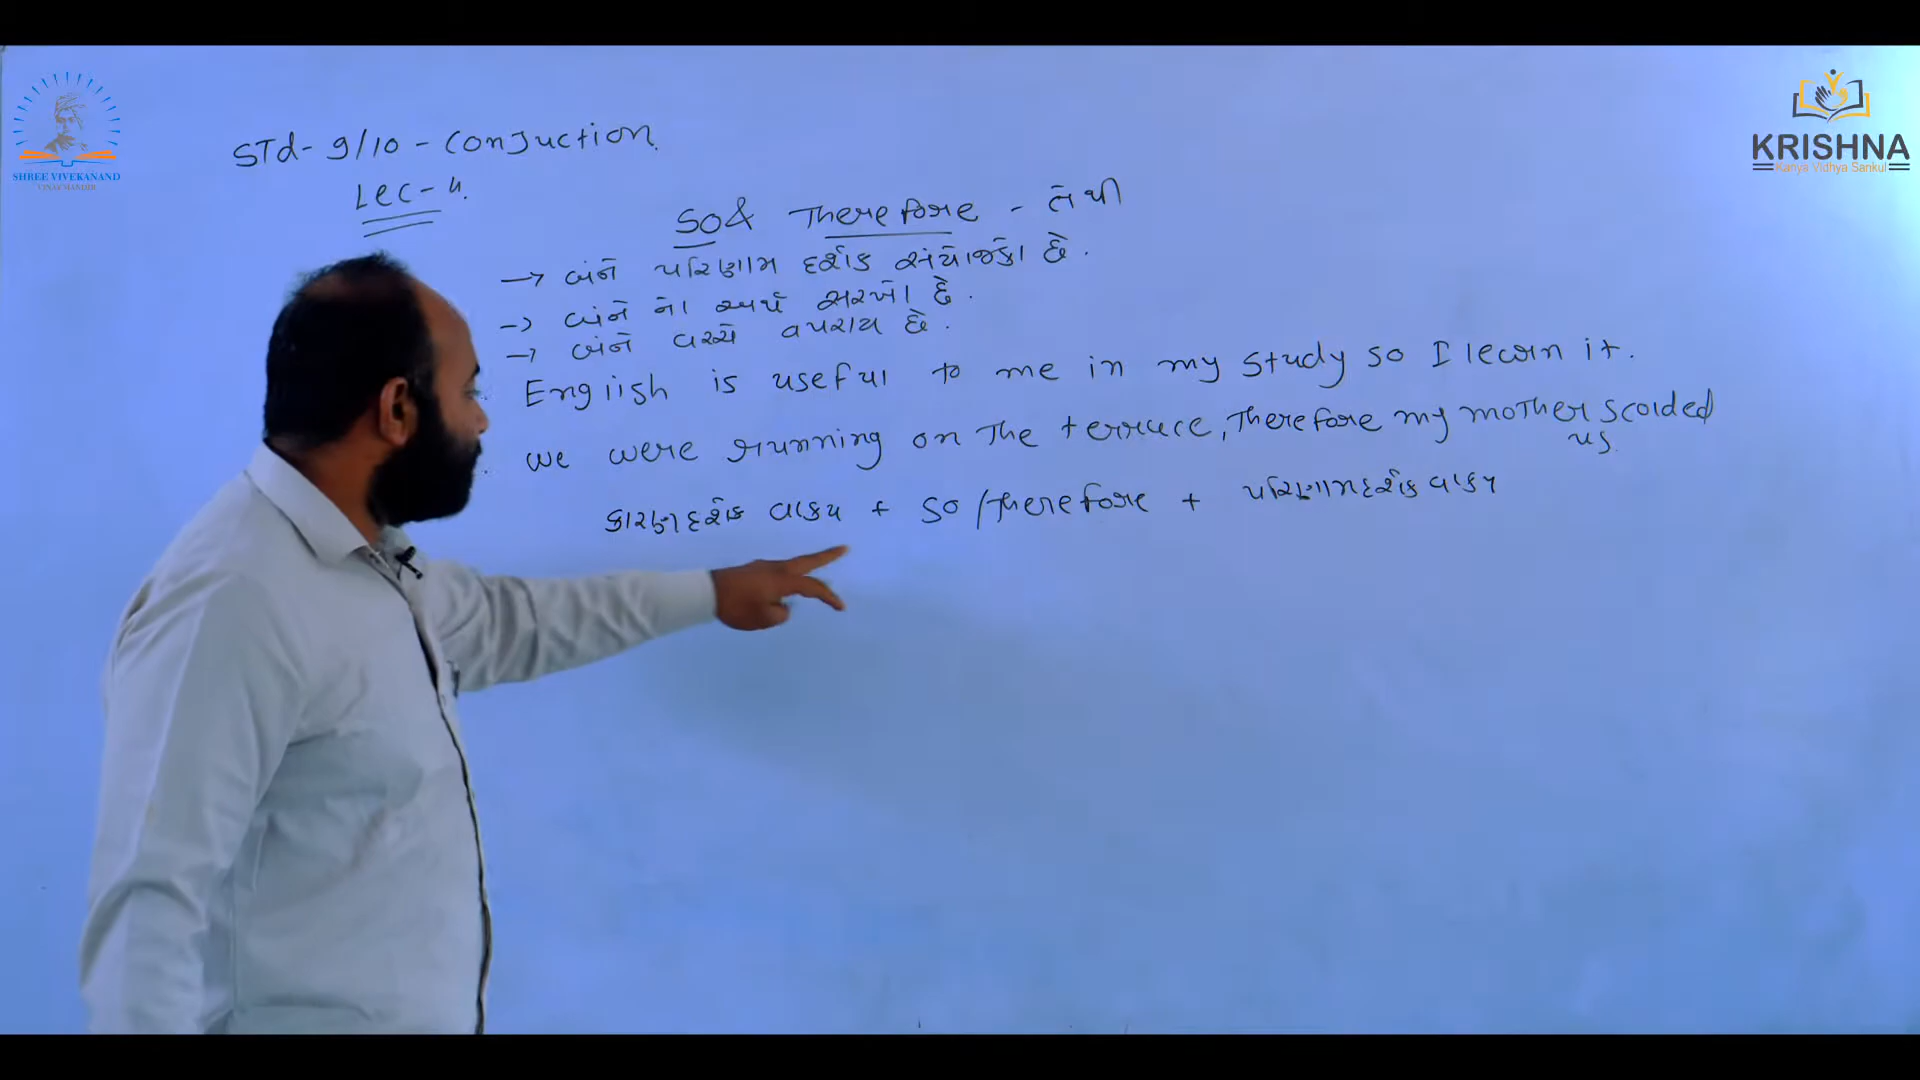 SHREE VIVEKANAND
VIDHYAMANDIR
KRISHNA
Kanya Vidhya Sankul
STd- 9/10 - Conjuction.
Lec-4.
So & Therefore - તેથી
→ બંને પરિણામ દર્શક સંયોજકો છે.
→ બંને નો અર્થ સરખો છે.
→ બંને વચ્ચે વપરાય છે.
English is useful to me in my study so I learn it.
we were running on the terrace, Therefore my mother scolded
us.
કારણદર્શક વાક્ય + so/therefore + પરિણામદર્શક વાક્ય